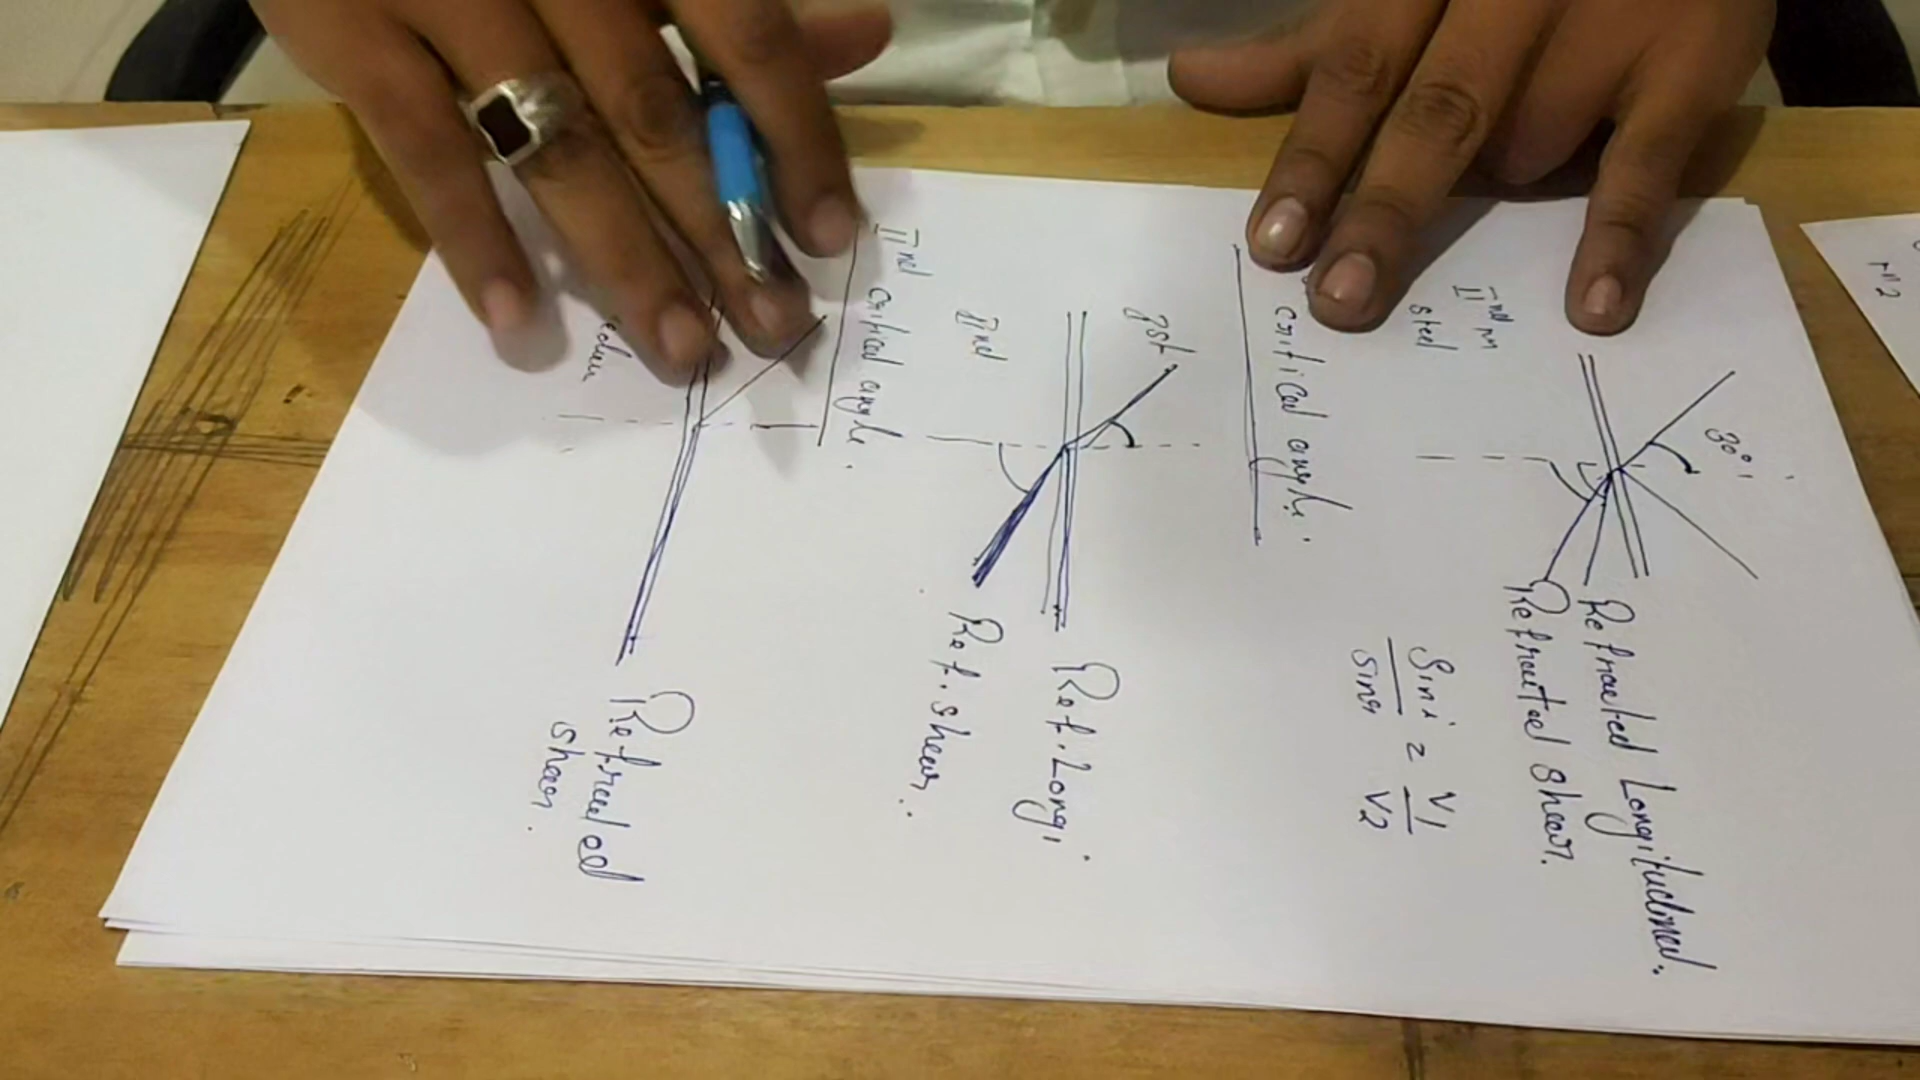 30°
IInd m
steel
Refracted Longitudinal.
Refracted shear.
Sin i = V1
Sin r V2
critical angle.
Ist
IInd
Ref. Longi
Ref. shear.
IInd critical angle.
Refracted
shear.